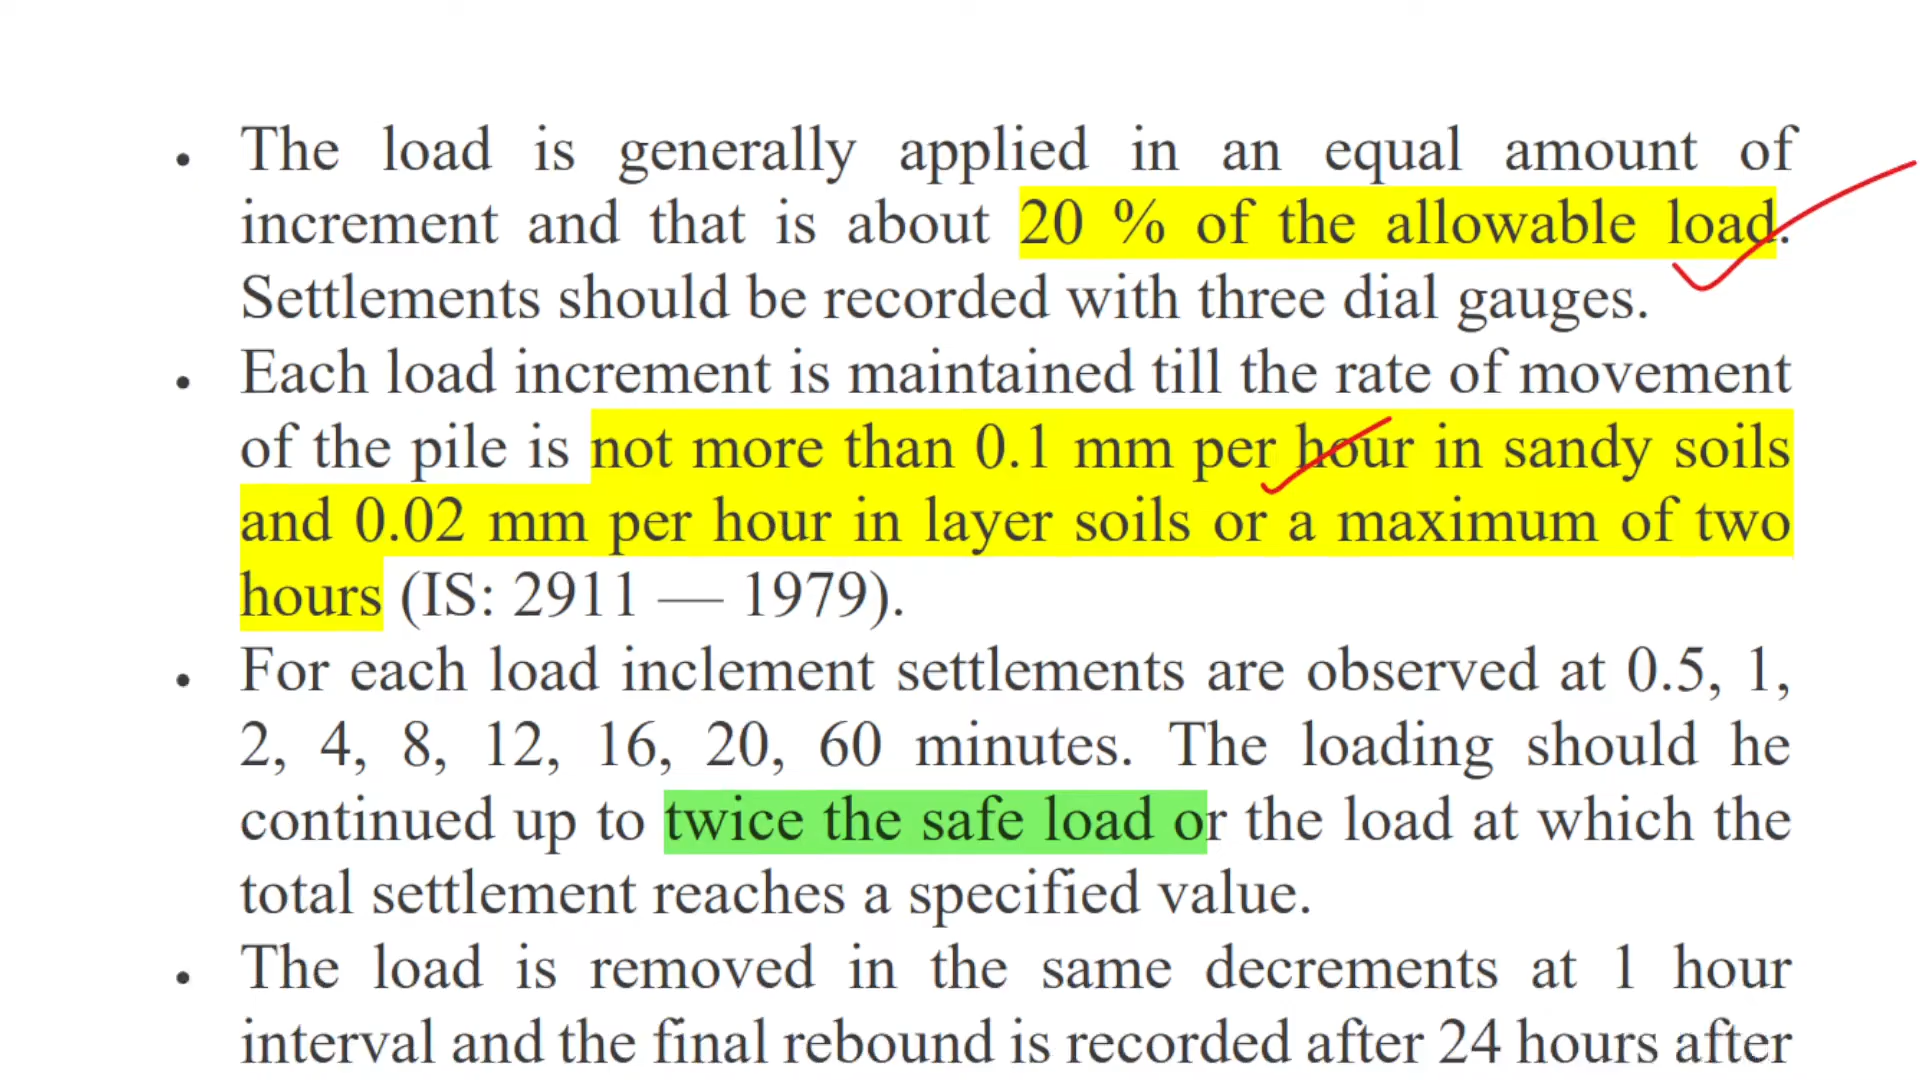 • The load is generally applied in an equal amount of
increment and that is about 20 % of the allowable load.
Settlements should be recorded with three dial gauges.
• Each load increment is maintained till the rate of movement
of the pile is not more than 0.1 mm per hour in sandy soils
and 0.02 mm per hour in layer soils or a maximum of two
hours (IS: 2911 — 1979).
• For each load inclement settlements are observed at 0.5, 1,
2, 4, 8, 12, 16, 20, 60 minutes. The loading should he
continued up to twice the safe load or the load at which the
total settlement reaches a specified value.
• The load is removed in the same decrements at 1 hour
interval and the final rebound is recorded after 24 hours after